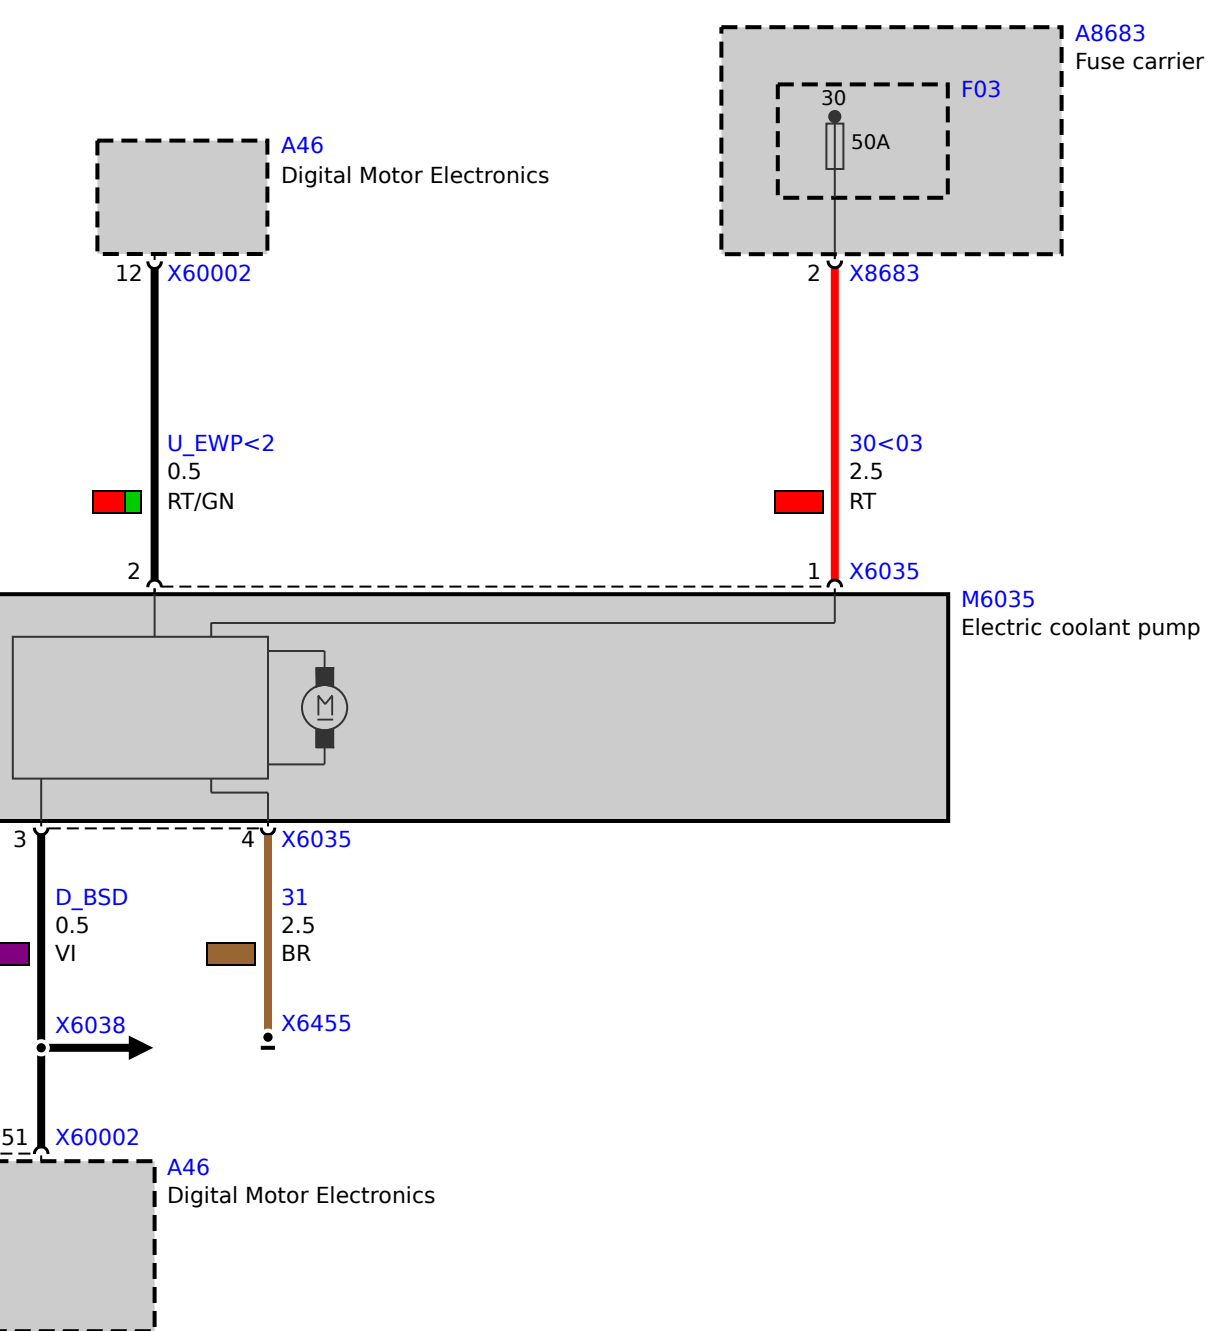 A8683
Fuse carrier
F03
30
50A
A46
Digital Motor Electronics
12 X60002
2 X8683
U_EWP<2
0.5
RT/GN
30<03
2.5
RT
2
1 X6035
M6035
Electric coolant pump
M
3
4 X6035
D_BSD
0.5
VI
31
2.5
BR
X6038
X6455
51 X60002
A46
Digital Motor Electronics